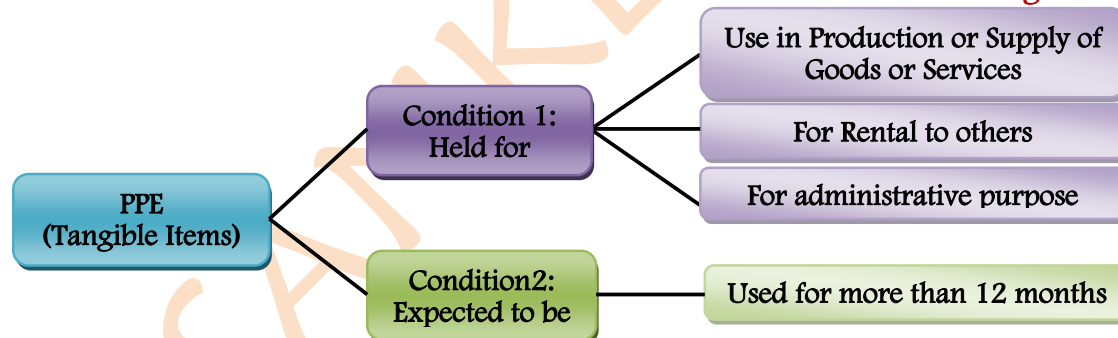 Use in Production or Supply of
Goods or Services
Condition 1:
Held for
For Rental to others
For administrative purpose
PPE
(Tangible Items)
Condition2:
Expected to be
Used for more than 12 months